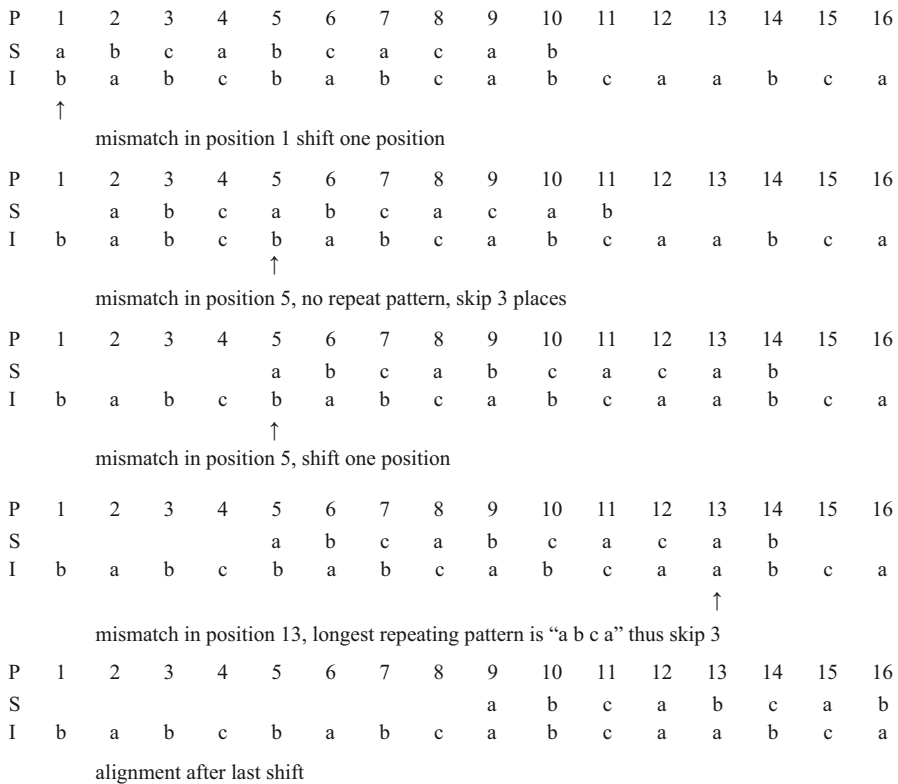 P 1 2 3 4 5 6 7 8 9 10 11 12 13 14 15 16
S a b c a b c a c a b
I b a b c b a b c a b c a a b c a
↑
mismatch in position 1 shift one position
P 1 2 3 4 5 6 7 8 9 10 11 12 13 14 15 16
S a b c a b c a c a b
I b a b c b a b c a b c a a b c a
↑
mismatch in position 5, no repeat pattern, skip 3 places
P 1 2 3 4 5 6 7 8 9 10 11 12 13 14 15 16
S a b c a b c a c a b
I b a b c b a b c a b c a a b c a
↑
mismatch in position 5, shift one position
P 1 2 3 4 5 6 7 8 9 10 11 12 13 14 15 16
S a b c a b c a c a b
I b a b c b a b c a b c a a b c a
↑
mismatch in position 13, longest repeating pattern is “a b c a” thus skip 3
P 1 2 3 4 5 6 7 8 9 10 11 12 13 14 15 16
S a b c a b c a b
I b a b c b a b c a b c a a b c a
alignment after last shift